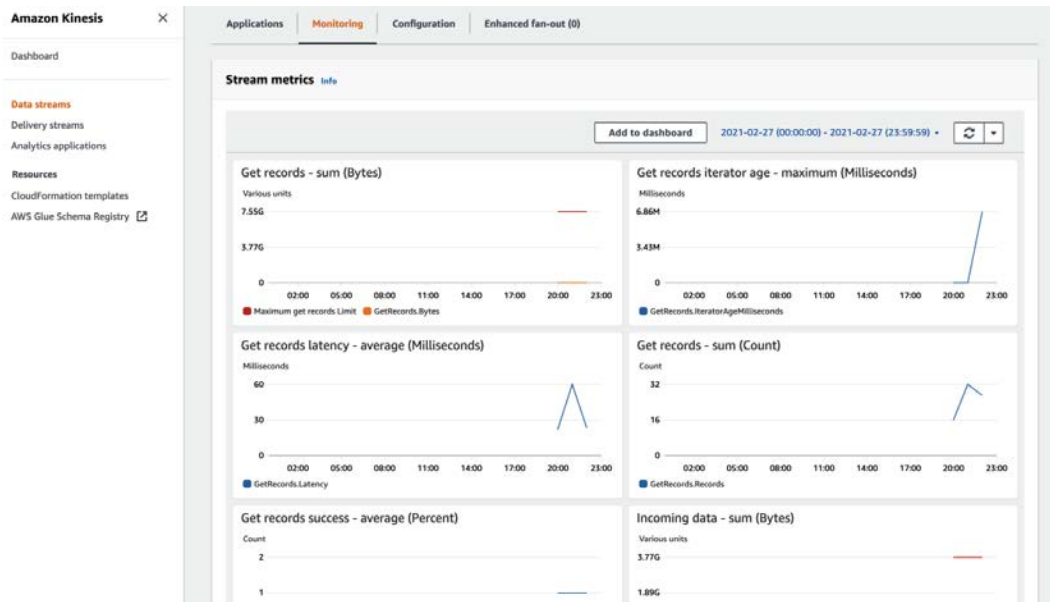 Amazon Kinesis
Dashboard
Data streams
Delivery streams
Analytics applications
Resources
CloudFormation templates
AWS Glue Schema Registry
Applications Monitoring Configuration Enhanced fan-out (0)
Stream metrics Info
Add to dashboard 2021-02-27 (00:00:00) - 2021-02-27 (23:59:59)
Get records - sum (Bytes)
Various units
7.55G
3.77G
0
02:00 05:00 08:00 11:00 14:00 17:00 20:00 23:00
Maximum get records Limit GetRecords.Bytes
Get records iterator age - maximum (Milliseconds)
Milliseconds
6.86M
3.43M
0
02:00 05:00 08:00 11:00 14:00 17:00 20:00 23:00
GetRecords.IteratorAgeMilliseconds
Get records latency - average (Milliseconds)
Milliseconds
60
30
0
02:00 05:00 08:00 11:00 14:00 17:00 20:00 23:00
GetRecords.Latency
Get records - sum (Count)
Count
32
16
0
02:00 05:00 08:00 11:00 14:00 17:00 20:00 23:00
GetRecords.Records
Get records success - average (Percent)
Count
2
1
Incoming data - sum (Bytes)
Various units
3.77G
1.89G